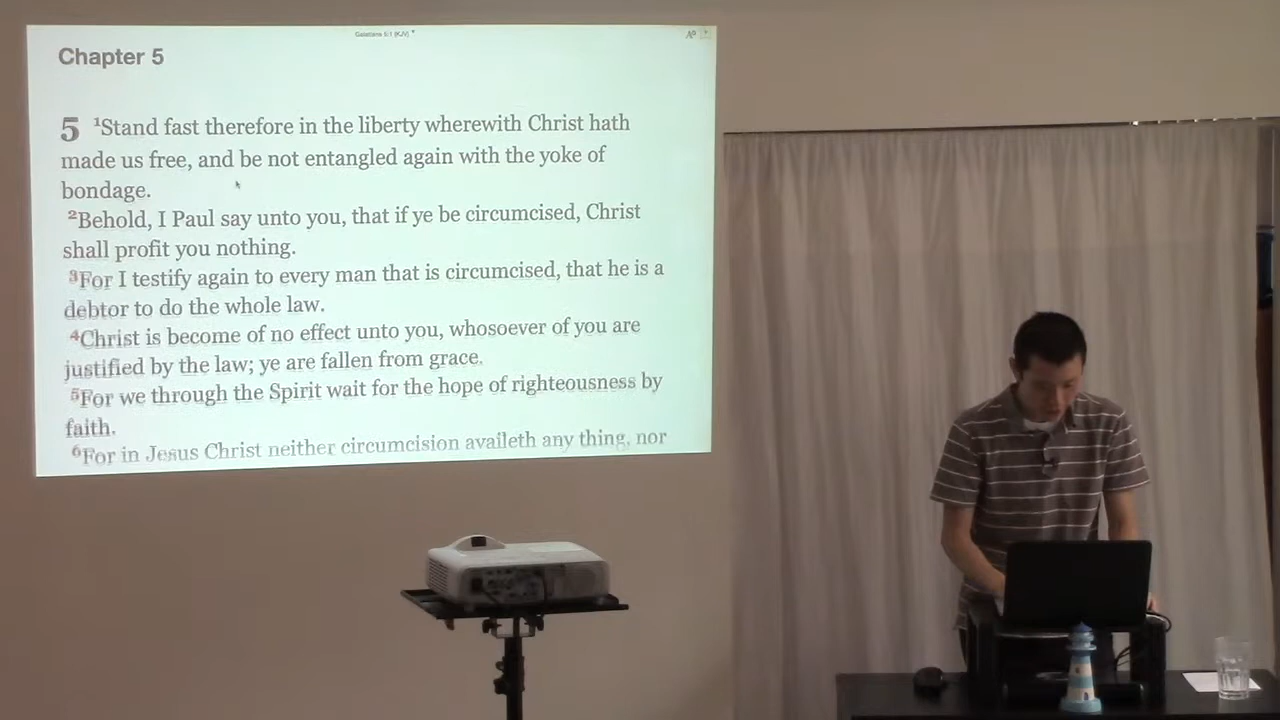 Galatians 5:1 (KJV)
Chapter 5
5 1Stand fast therefore in the liberty wherewith Christ hath
made us free, and be not entangled again with the yoke of
bondage.
2Behold, I Paul say unto you, that if ye be circumcised, Christ
shall profit you nothing.
3For I testify again to every man that is circumcised, that he is a
debtor to do the whole law.
4Christ is become of no effect unto you, whosoever of you are
justified by the law; ye are fallen from grace.
5For we through the Spirit wait for the hope of righteousness by
faith.
6For in Jesus Christ neither circumcision availeth any thing, nor